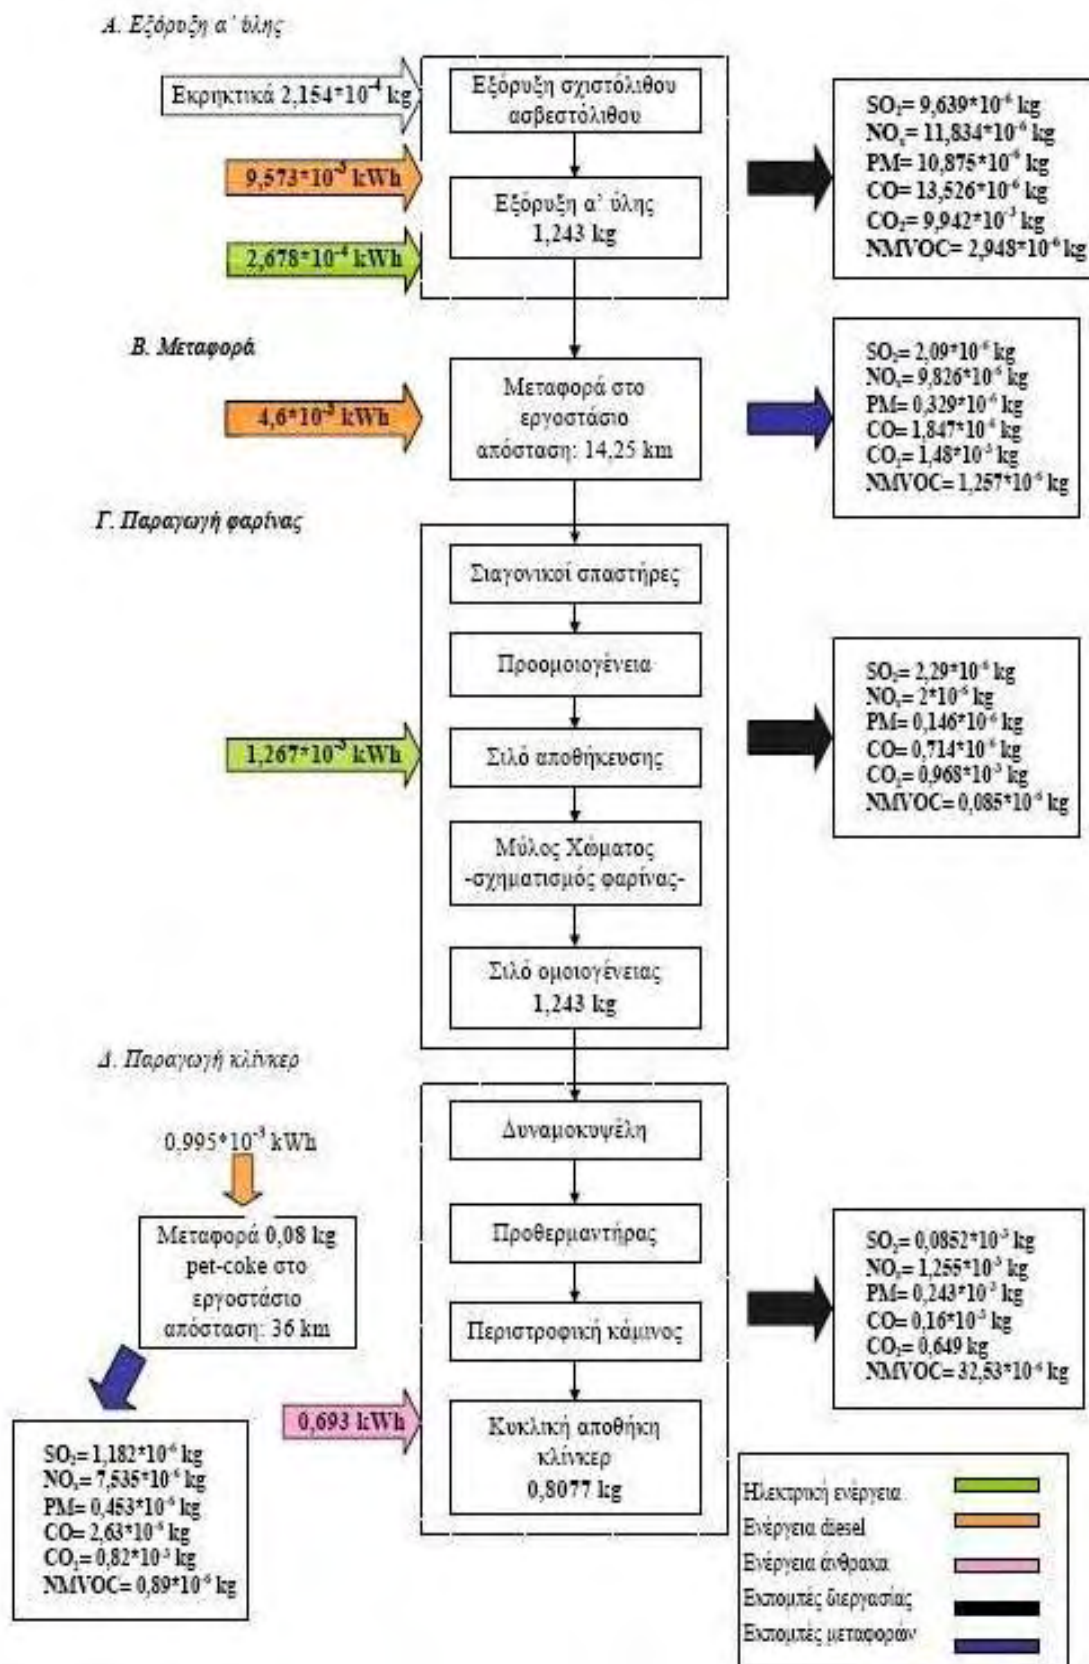 Α. Εξόρυξη α' ύλης
Εκρηκτικά 2,154*10⁻⁴ kg
Εξόρυξη σχιστόλιθου
ασβεστόλιθου
9,573*10⁻³ kWh
Εξόρυξη α' ύλης
1,243 kg
2,678*10⁻⁴ kWh
SO₂= 9,639*10⁻⁶ kg
NOₓ= 11,834*10⁻⁶ kg
PM= 10,875*10⁻⁶ kg
CO= 13,526*10⁻⁶ kg
CO₂= 9,942*10⁻³ kg
NMVOC= 2,948*10⁻⁶ kg
Β. Μεταφορά
4,6*10⁻³ kWh
Μεταφορά στο
εργοστάσιο
απόσταση: 14,25 km
SO₂= 2,09*10⁻⁶ kg
NOₓ= 9,826*10⁻⁶ kg
PM= 0,329*10⁻⁶ kg
CO= 1,847*10⁻⁶ kg
CO₂= 1,48*10⁻³ kg
NMVOC= 1,257*10⁻⁶ kg
Γ. Παραγωγή φαρίνας
Σιαγονικοί σπαστήρες
Προομοιογένεια
1,267*10⁻³ kWh
Σιλό αποθήκευσης
Μύλος Χώματος
-σχηματισμός φαρίνας-
Σιλό ομοιογένειας
1,243 kg
SO₂= 2,29*10⁻⁶ kg
NOₓ= 2*10⁻⁶ kg
PM= 0,146*10⁻⁶ kg
CO= 0,714*10⁻⁶ kg
CO₂= 0,968*10⁻³ kg
NMVOC= 0,085*10⁻⁶ kg
Δ. Παραγωγή κλίνκερ
0,995*10⁻³ kWh
Μεταφορά 0,08 kg
pet-coke στο
εργοστάσιο
απόσταση: 36 km
SO₂= 1,182*10⁻⁶ kg
NOₓ= 7,535*10⁻⁶ kg
PM= 0,453*10⁻⁶ kg
CO= 2,63*10⁻⁶ kg
CO₂= 0,82*10⁻³ kg
NMVOC= 0,89*10⁻⁶ kg
Δυναμοκυψέλη
Προθερμαντήρας
Περιστροφική κάμινος
0,693 kWh
Κυκλική αποθήκη
κλίνκερ
0,8077 kg
SO₂= 0,0852*10⁻³ kg
NOₓ= 1,255*10⁻³ kg
PM= 0,243*10⁻³ kg
CO= 0,16*10⁻³ kg
CO₂= 0,649 kg
NMVOC= 32,53*10⁻⁶ kg
Ηλεκτρική ενέργεια
Ενέργεια diesel
Ενέργεια άνθρακα
Εκπομπές διεργασίας
Εκπομπές μεταφορών